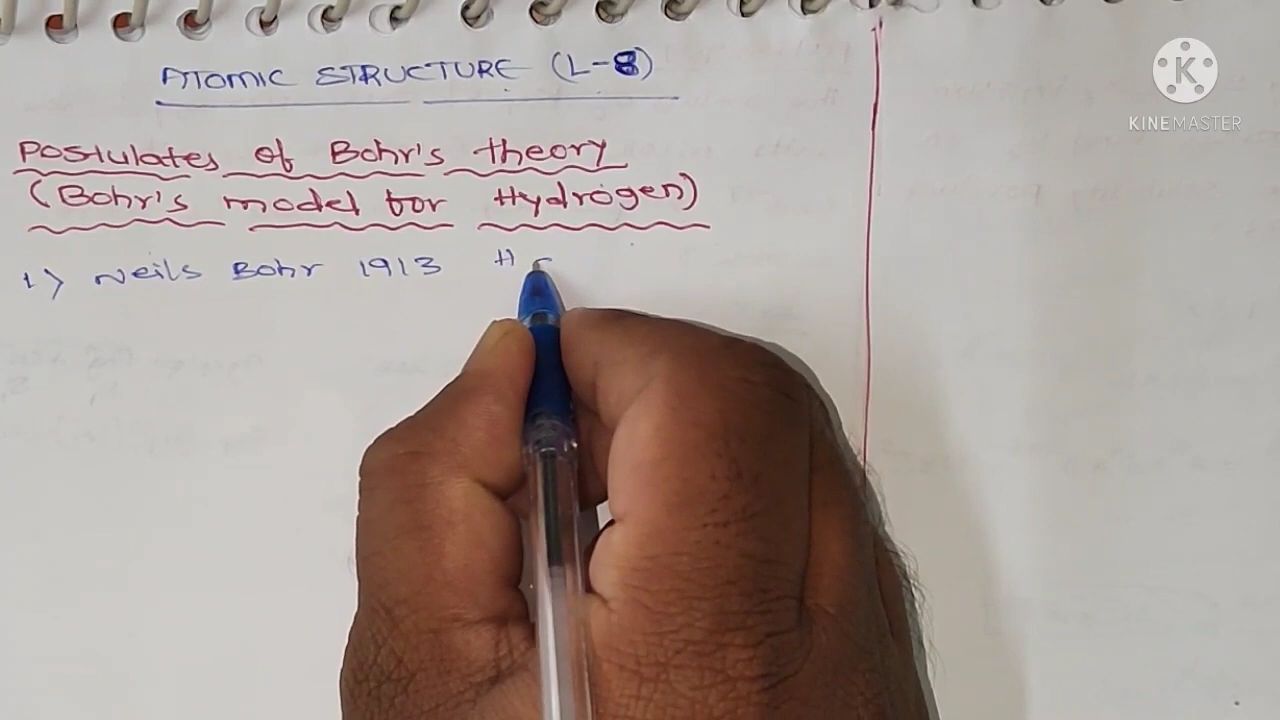 ATOMIC STRUCTURE (L-8)
K
KINEMASTER
Postulates of Bohr's theory
(Bohr's model for Hydrogen)
1) Neils Bohr 1913 H